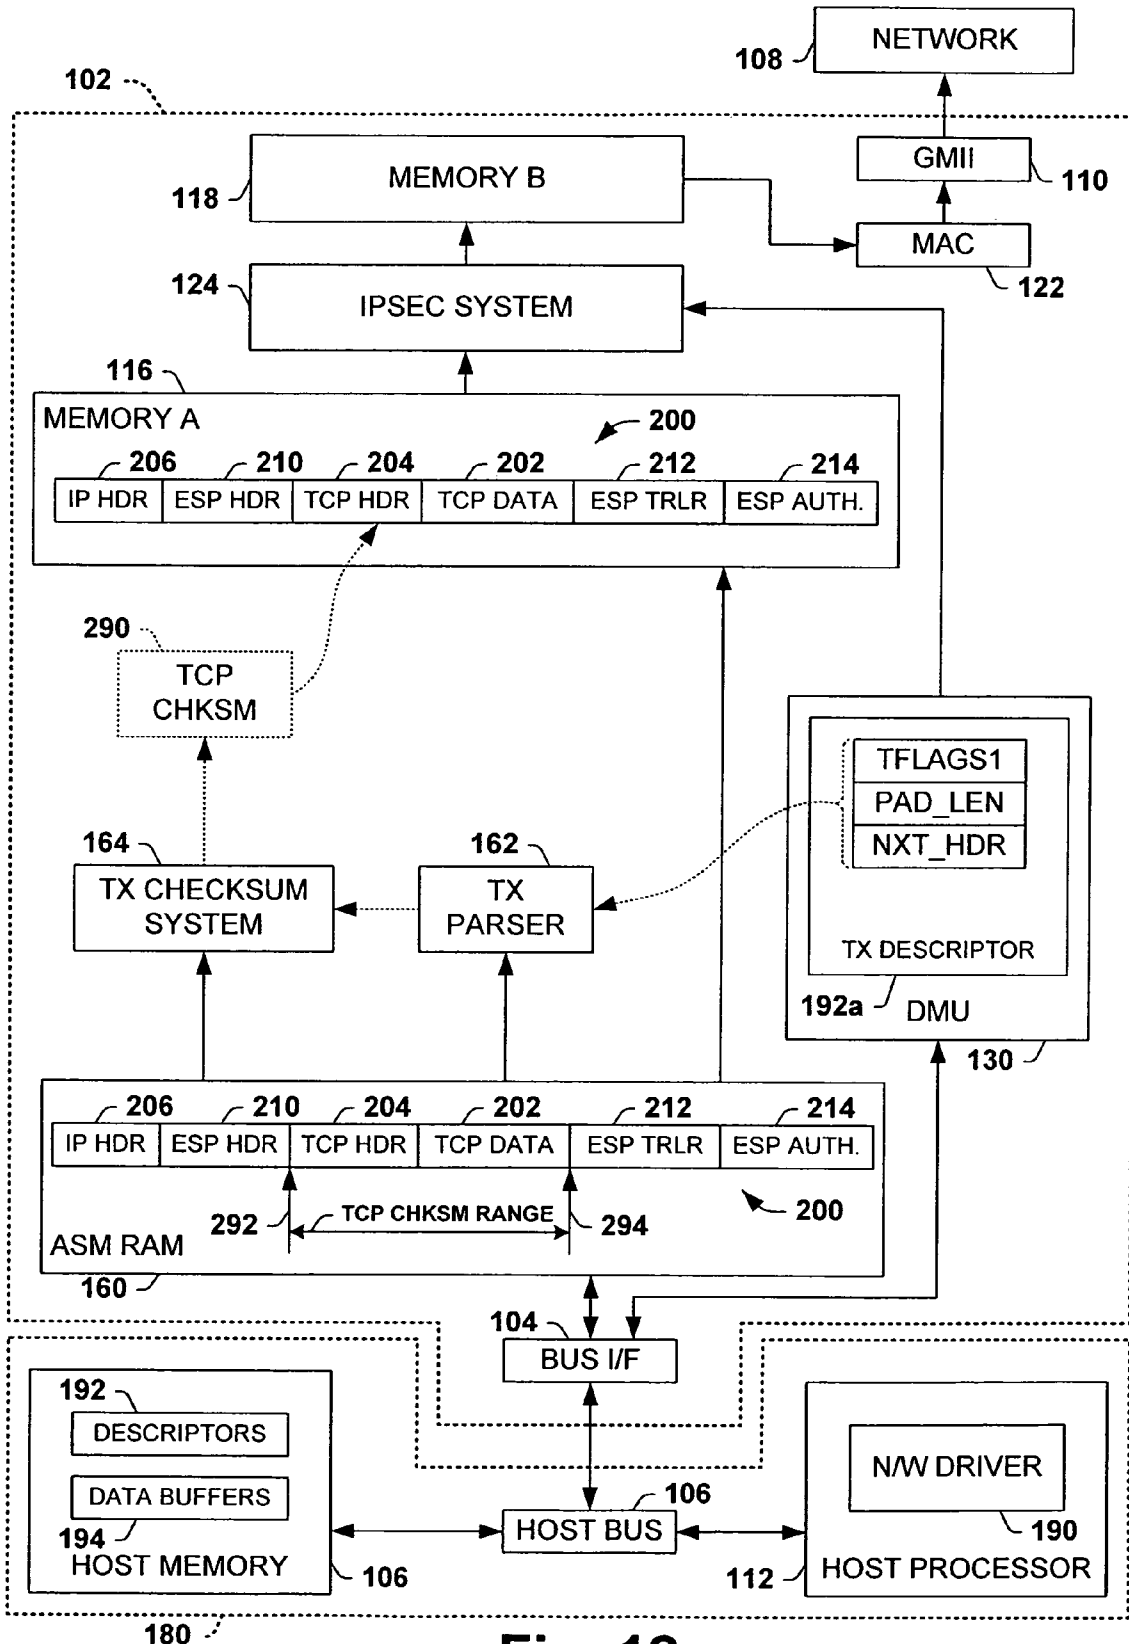 NETWORK
108
102
GMII
110
MEMORY B
118
MAC
122
124
IPSEC SYSTEM
116
MEMORY A
200
206 210 204 202 212 214
IP HDR ESP HDR TCP HDR TCP DATA ESP TRLR ESP AUTH.
290
TCP
CHKSM
TFLAGS1
PAD_LEN
NXT_HDR
164
162
TX CHECKSUM
SYSTEM
TX
PARSER
TX DESCRIPTOR
192a
DMU
130
206 210 204 202 212 214
IP HDR ESP HDR TCP HDR TCP DATA ESP TRLR ESP AUTH.
292
TCP CHKSM RANGE
294
200
ASM RAM
160
104
BUS I/F
192
DESCRIPTORS
DATA BUFFERS
194
HOST MEMORY
106
106
HOST BUS
N/W DRIVER
190
HOST PROCESSOR
112
180